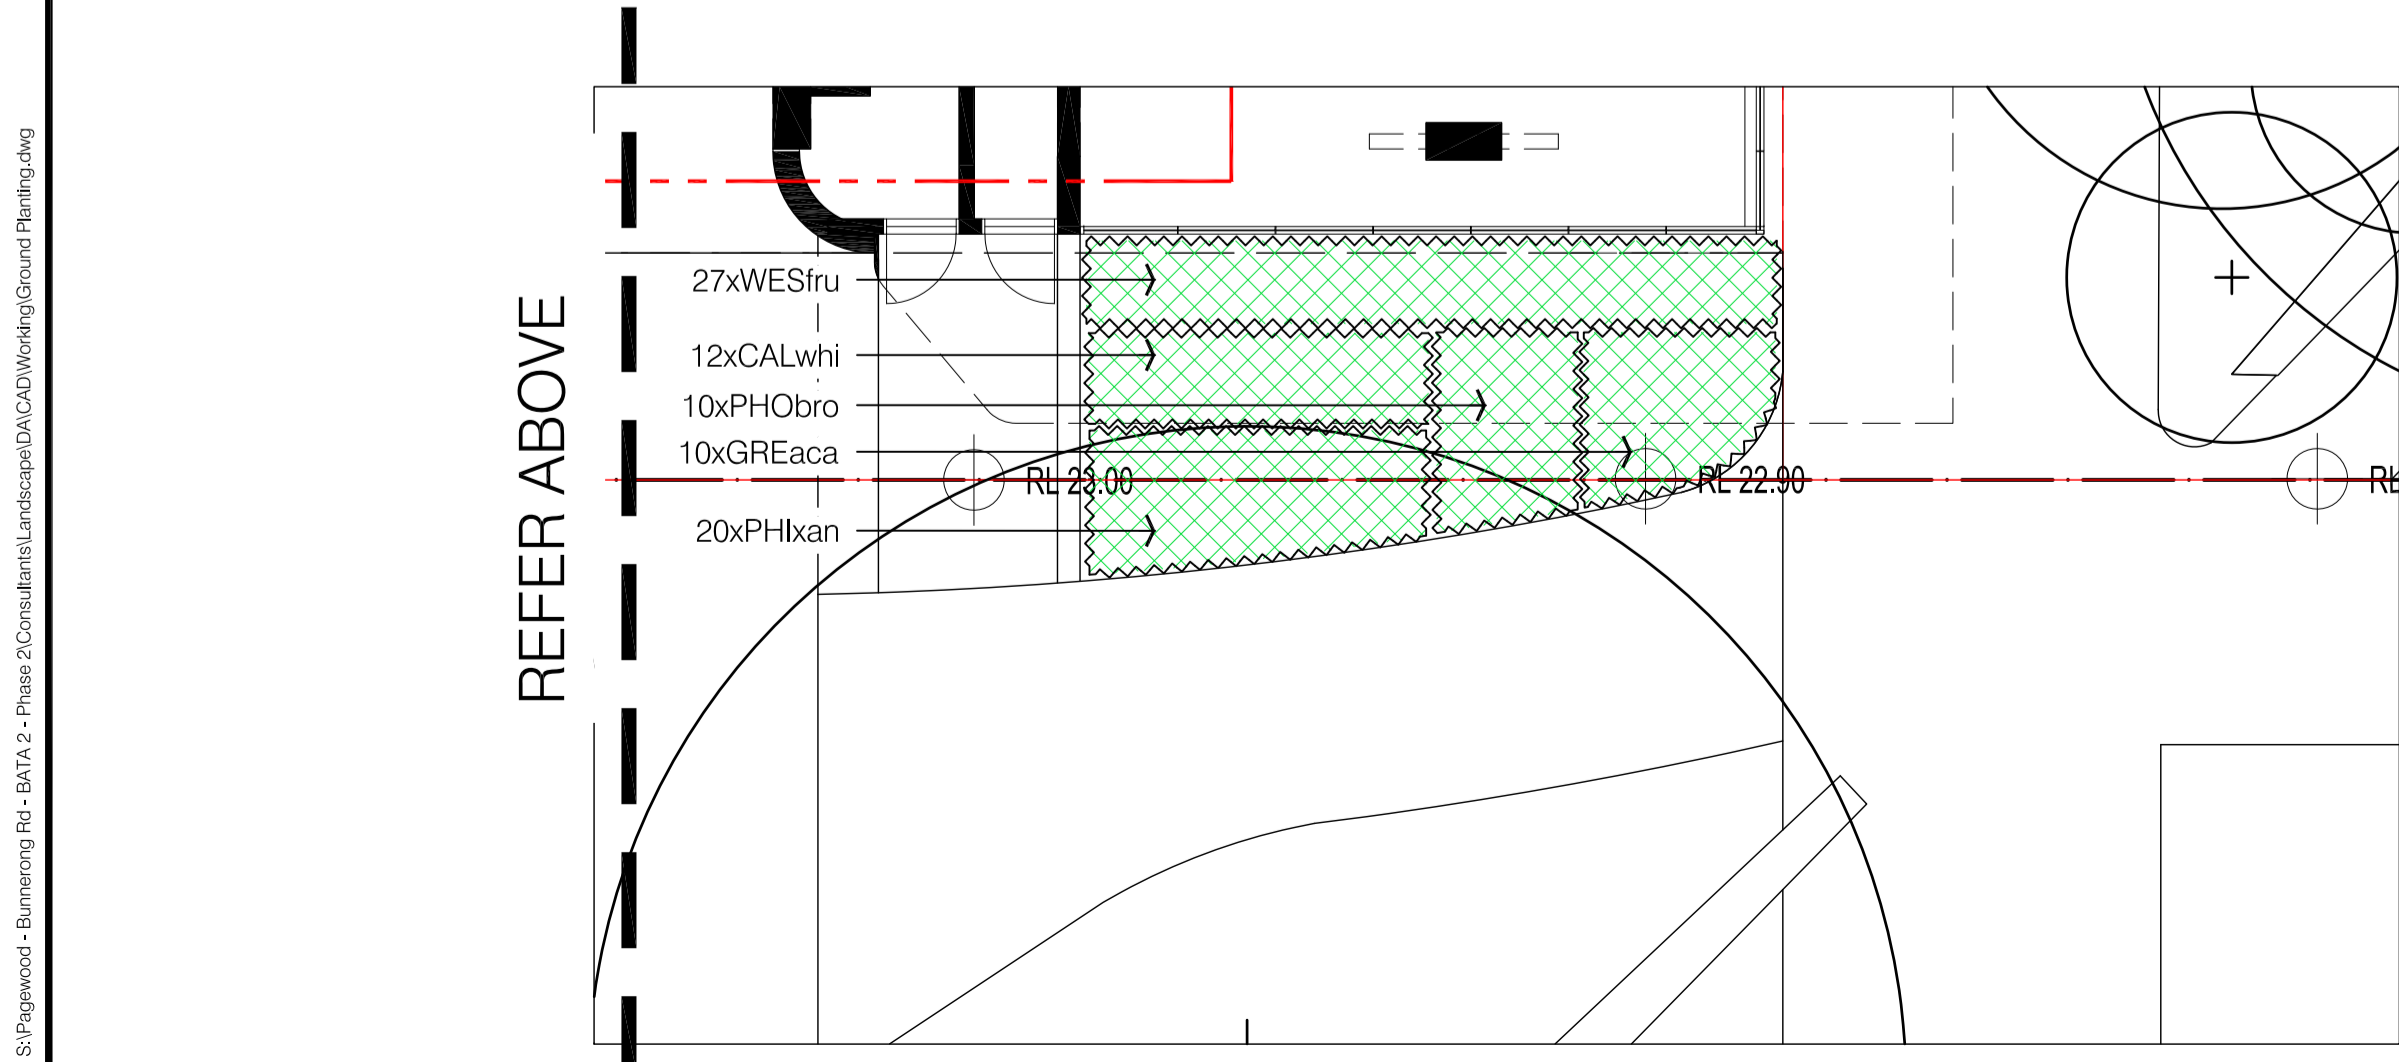 S:\Pagewood - Bunnerong Rd - BATA 2 - Phase 2\Consultants\Landscape\DA\CAD\Working\Ground Planting.dwg
REFER ABOVE
27xWESfru
12xCALwhi
10xPHObro
10xGREaca
RL 23.00
RL 22.90
RL
20xPHIxan